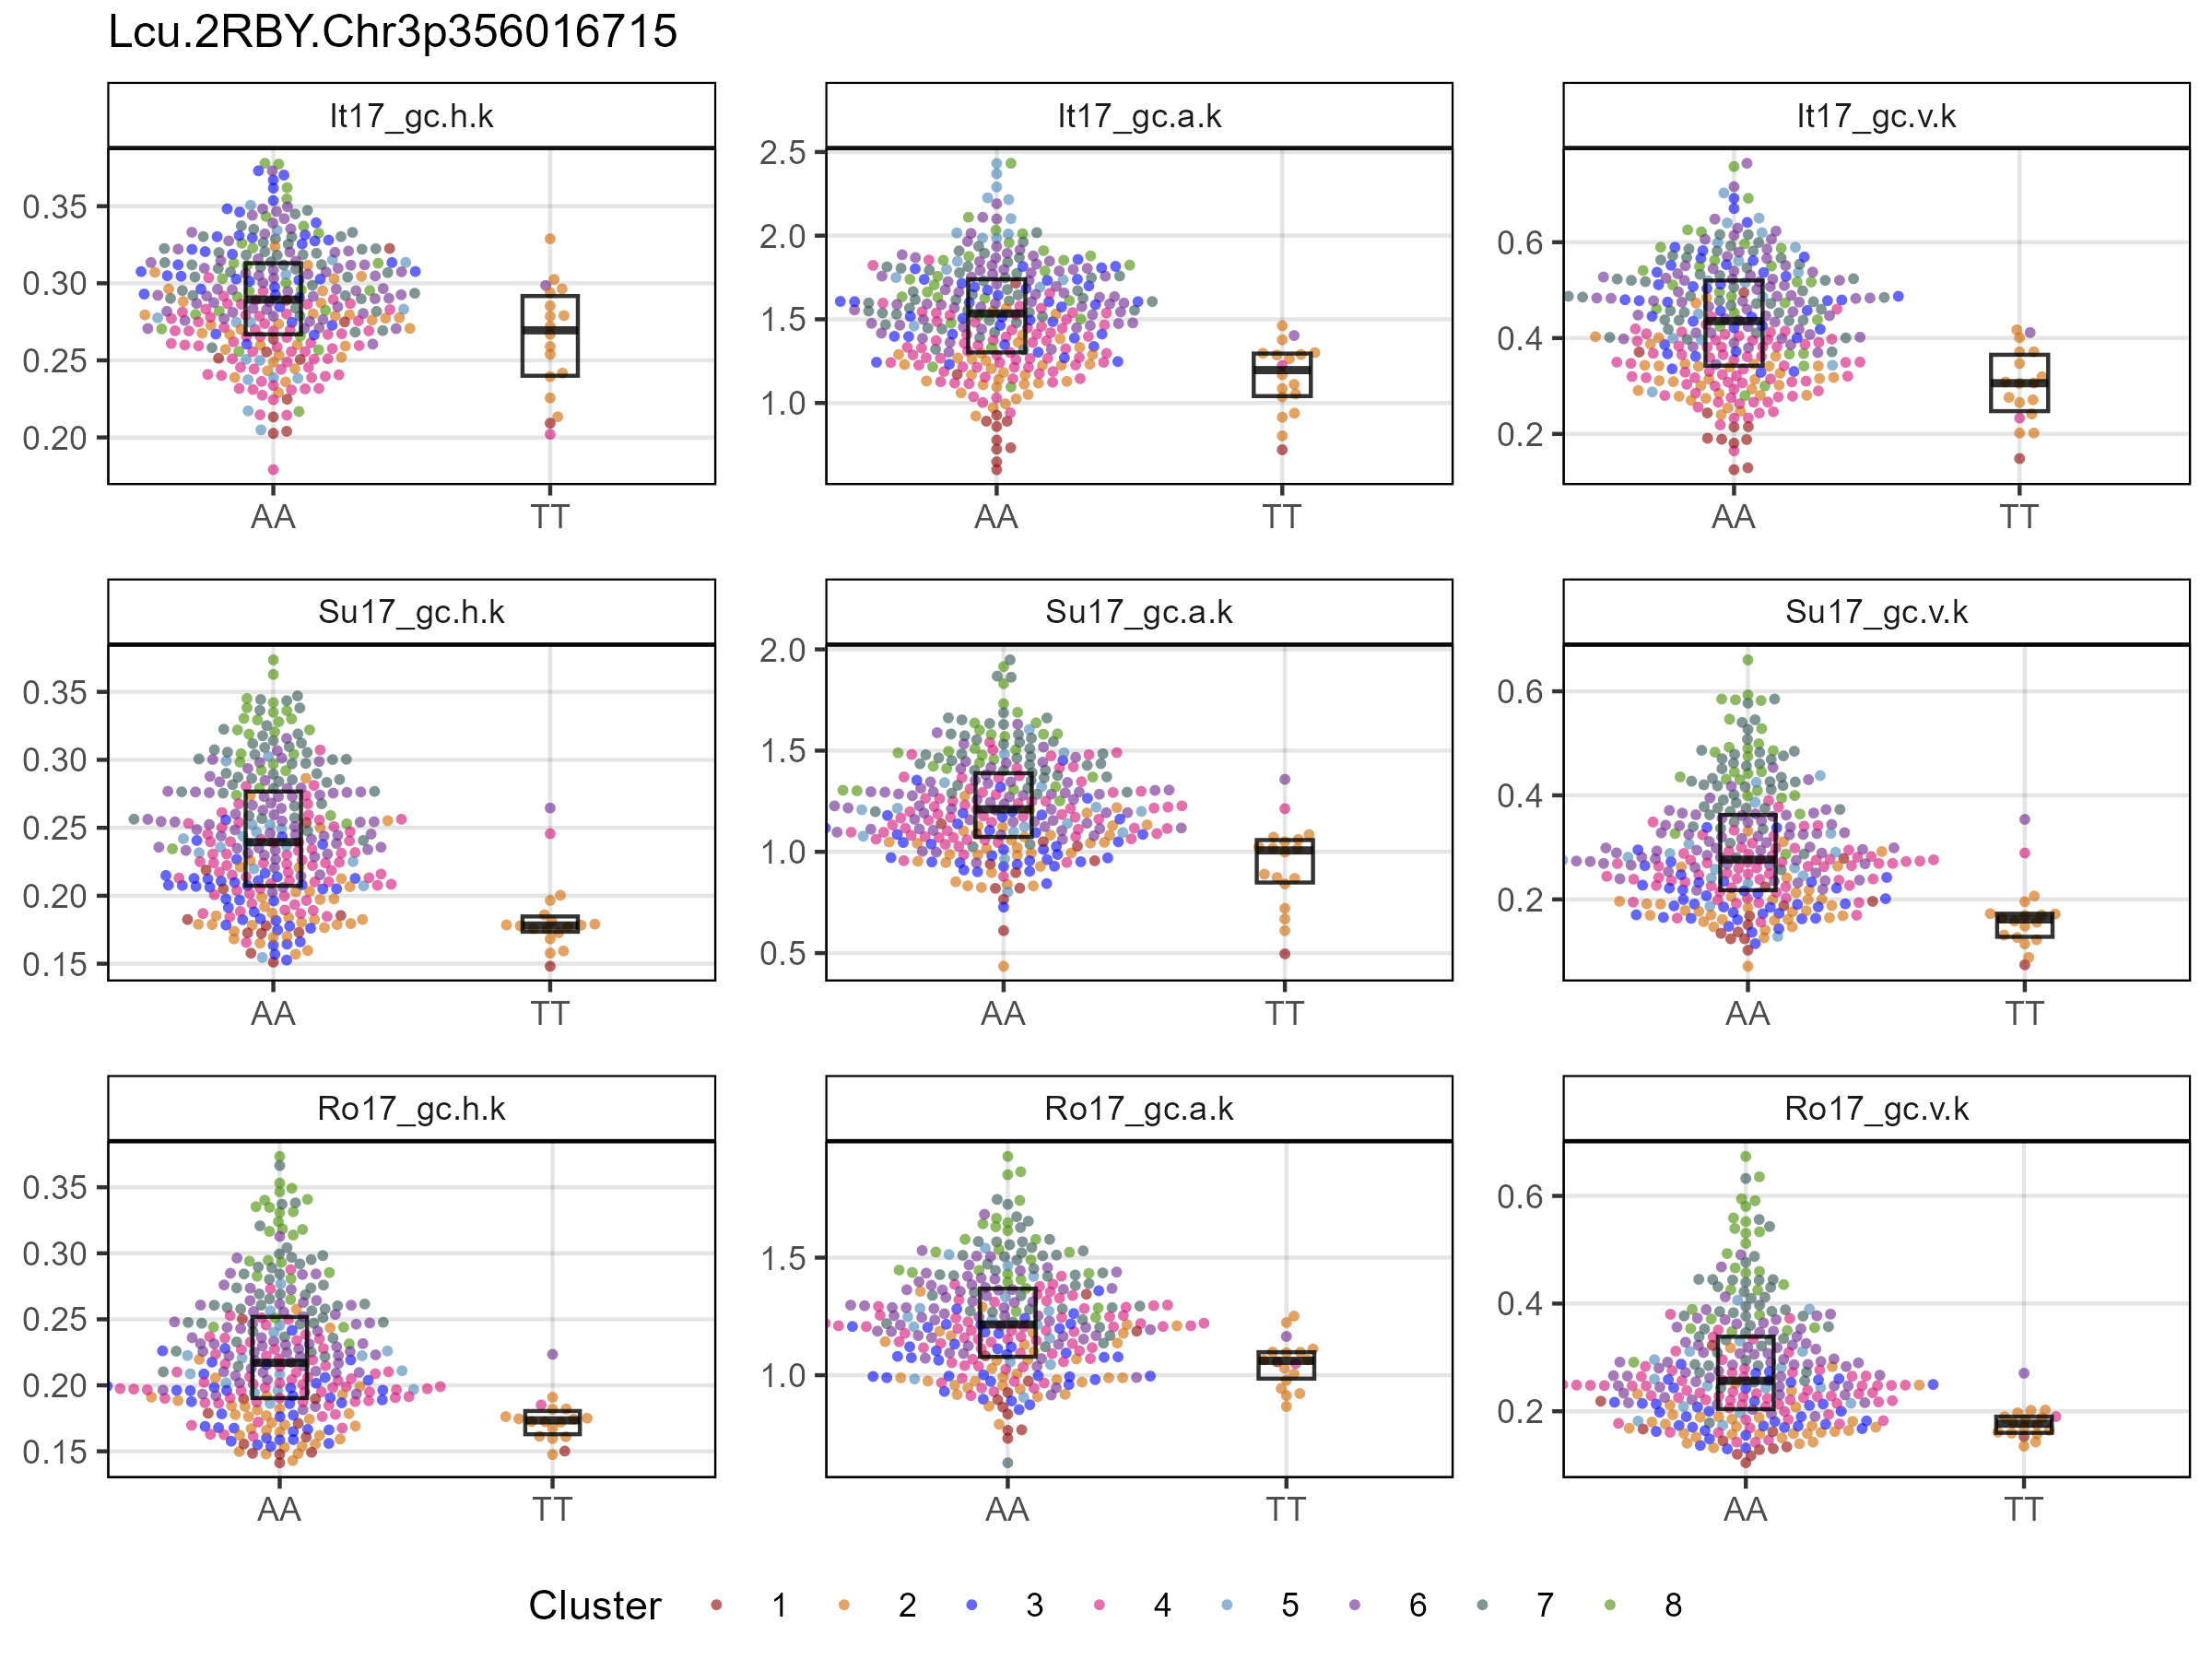 Lcu.2RBY.Chr3p356016715
It17_gc.h.k
It17_gc.a.k
It17_gc.v.k
0.35
0.30
0.25
0.20
2.5
2.0
1.5
1.0
0.6
0.4
0.2
AA
TT
AA
TT
AA
TT
Su17_gc.h.k
Su17_gc.a.k
Su17_gc.v.k
0.35
0.30
0.25
0.20
0.15
2.0
1.5
1.0
0.5
0.6
0.4
0.2
AA
TT
AA
TT
AA
TT
Ro17_gc.h.k
Ro17_gc.a.k
Ro17_gc.v.k
0.35
0.30
0.25
0.20
0.15
1.5
1.0
0.6
0.4
0.2
AA
TT
AA
TT
AA
TT
Cluster 1 2 3 4 5 6 7 8